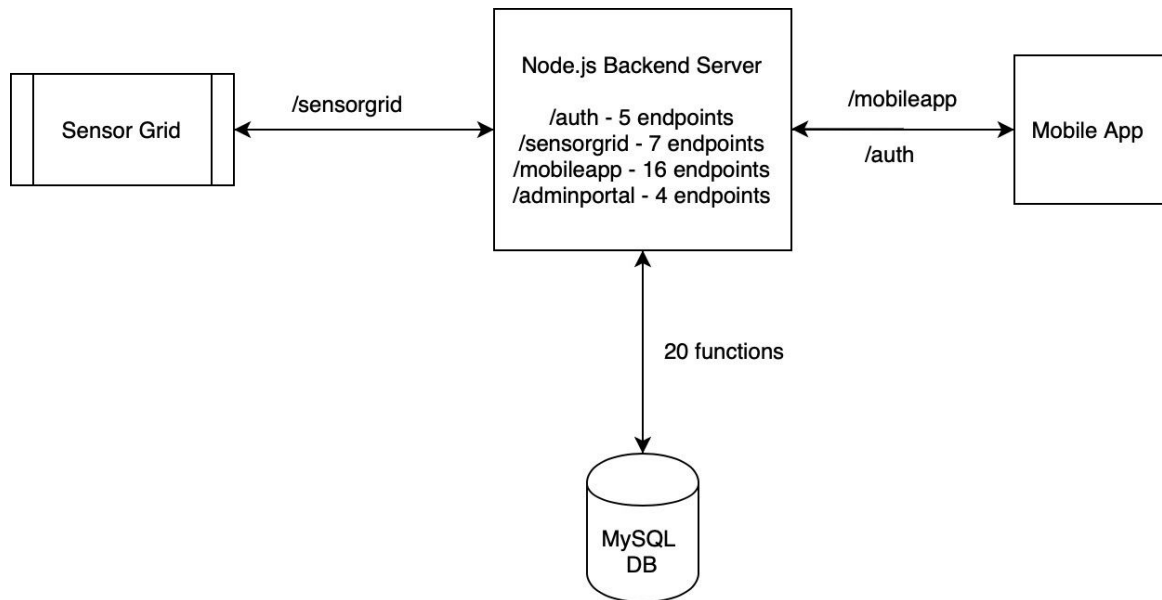 Sensor Grid
/sensorgrid
Node.js Backend Server
/auth - 5 endpoints
/sensorgrid - 7 endpoints
/mobileapp - 16 endpoints
/adminportal - 4 endpoints
/mobileapp
/auth
Mobile App
20 functions
MySQL
DB